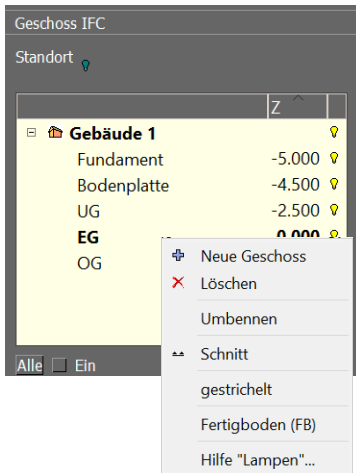 Geschoss IFC
Standort
Z
Gebäude 1
Fundament -5.000
Bodenplatte -4.500
UG -2.500
EG 0.000
OG
Neue Geschoss
Löschen
Umbennen
Schnitt
gestrichelt
Fertigboden (FB)
Hilfe "Lampen"...
Alle Ein